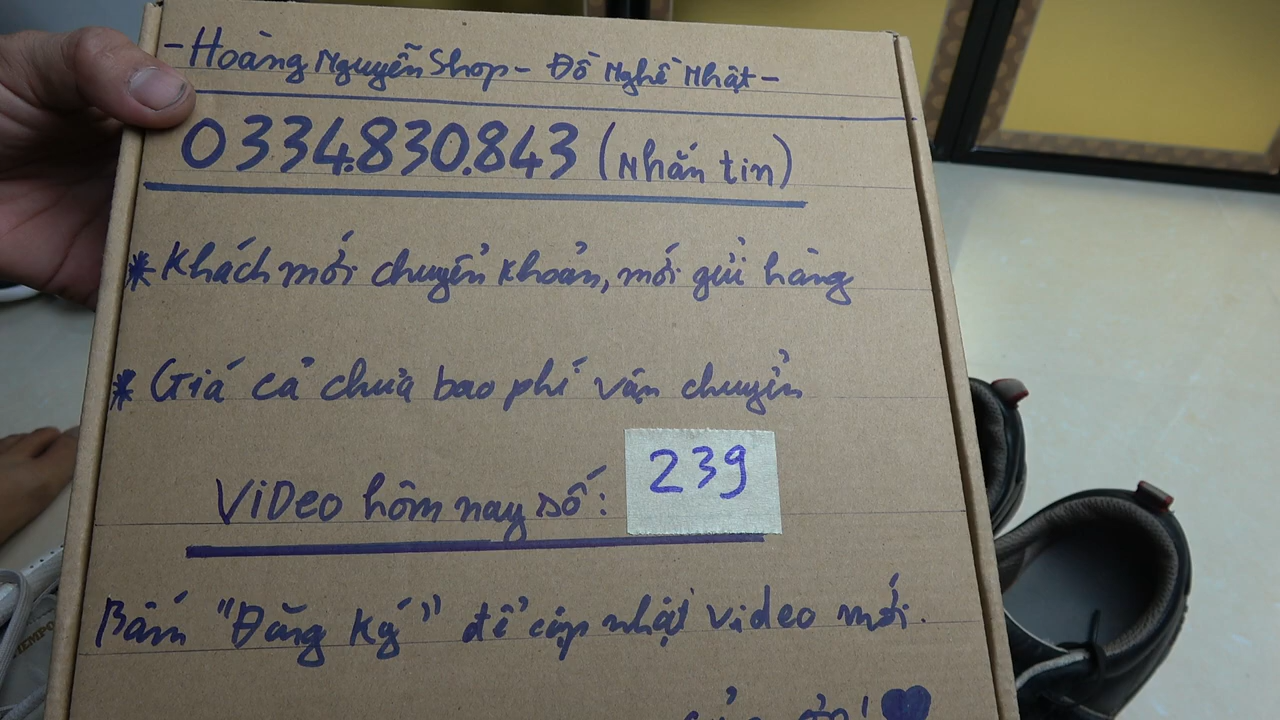 - Hoàng Nguyễn Shop - Đồ Nghề Nhật -
0334.830.843 (Nhắn tin)
* Khách mới chuyển khoản, mới gửi hàng
* Giá cả chưa bao phí vận chuyển
ViDeo hôm nay số: 239
Bấm "Đăng Ký" để cập nhật video mới.